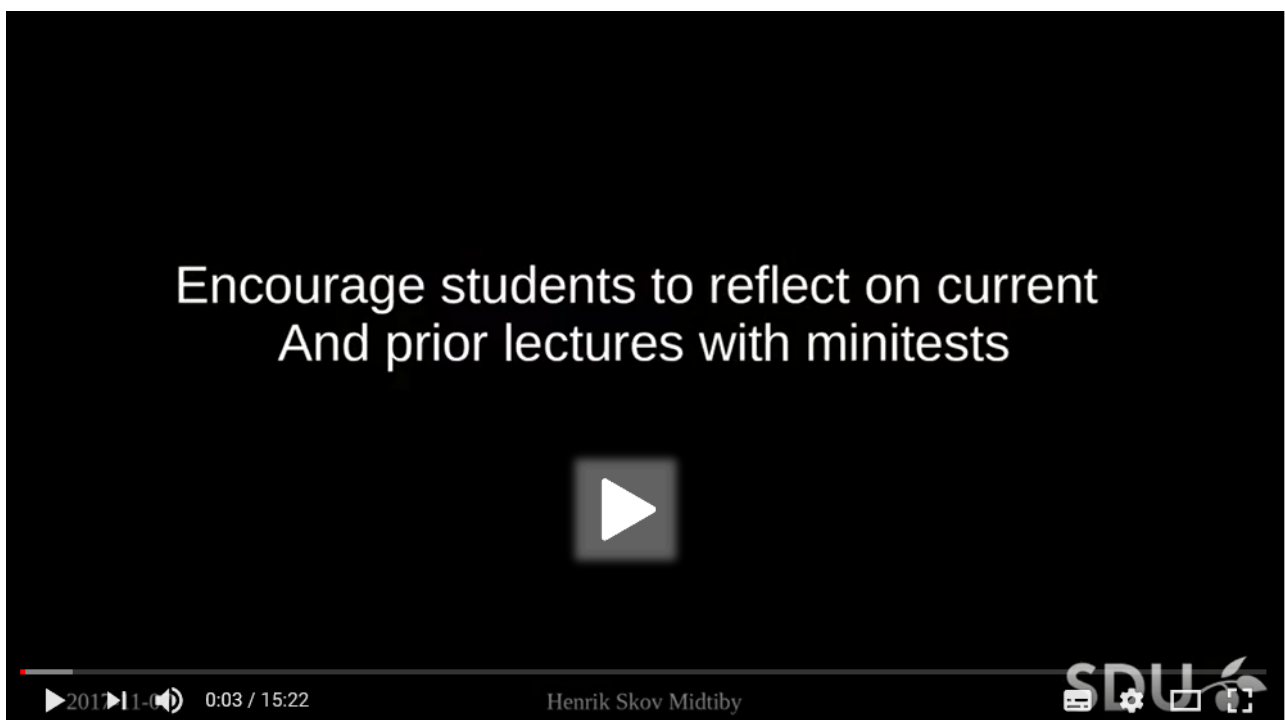 Encourage students to reflect on current
And prior lectures with minitests
0:03 / 15:22
Henrik Skov Midtiby
SDU